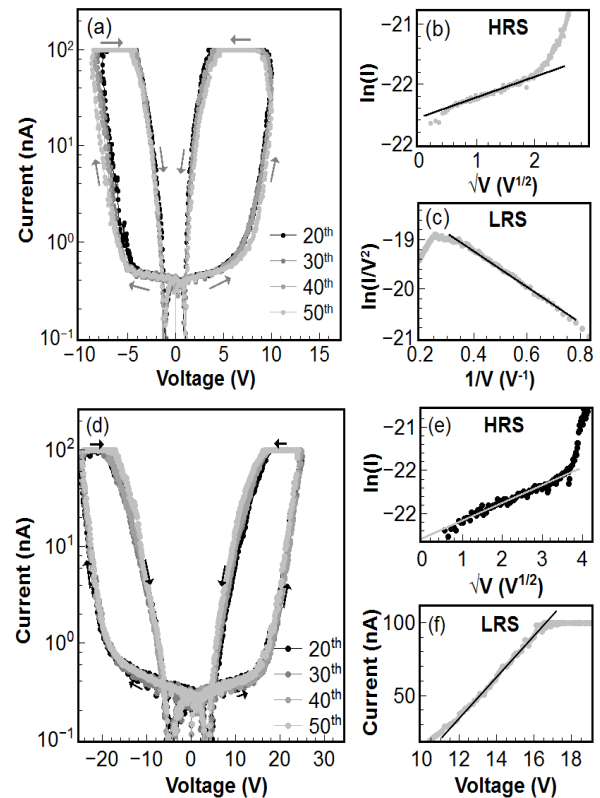 (a)
10²
10¹
10⁰
10⁻¹
Current (nA)
−10 −5 0 5 10 15
Voltage (V)
20th
30th
40th
50th
(b) HRS
−21
−22
−22
ln(I)
0 1 2
√V (V1/2)
(c) LRS
−19
−20
−21
ln(I/V²)
0.2 0.4 0.6 0.8
1/V (V-1)
(d)
10²
10¹
10⁰
10⁻¹
Current (nA)
−20 −10 0 10 20 30
Voltage (V)
20th
30th
40th
50th
(e) HRS
−21
−22
−22
ln(I)
0 1 2 3 4
√V (V1/2)
(f) LRS
100
50
Current (nA)
10 12 14 16 18
Voltage (V)